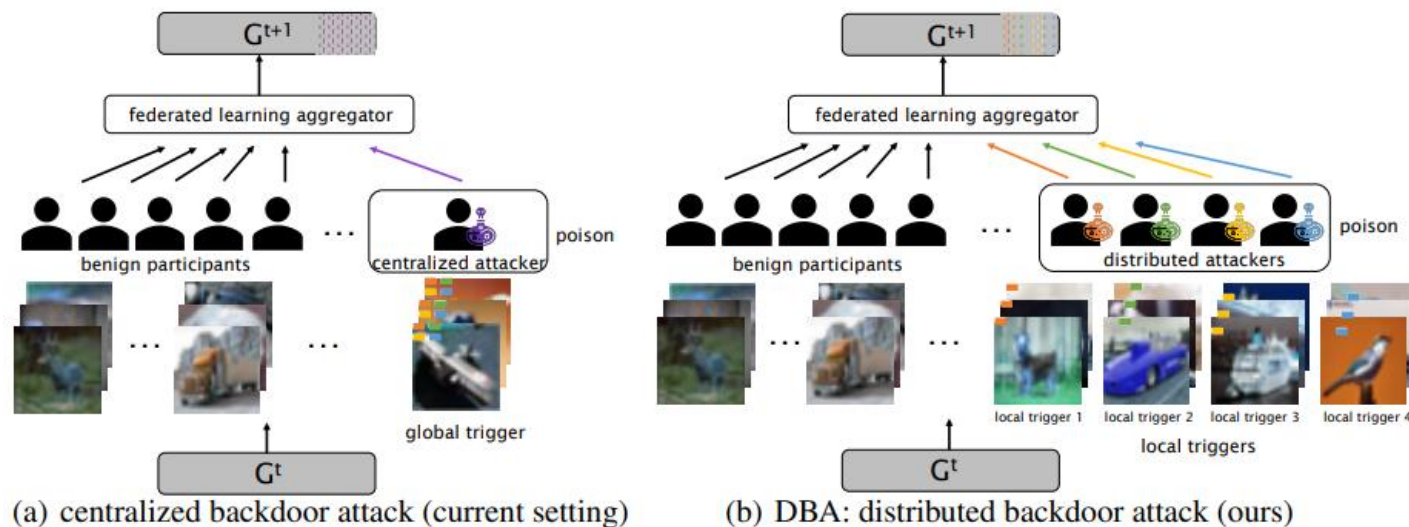 G^t+1
federated learning aggregator
benign participants
...
centralized attacker
poison
...
...
global trigger
G^t
(a) centralized backdoor attack (current setting)
G^t+1
federated learning aggregator
benign participants
...
distributed attackers
poison
...
...
local trigger 1
local trigger 2
local trigger 3
local trigger 4
local triggers
G^t
(b) DBA: distributed backdoor attack (ours)